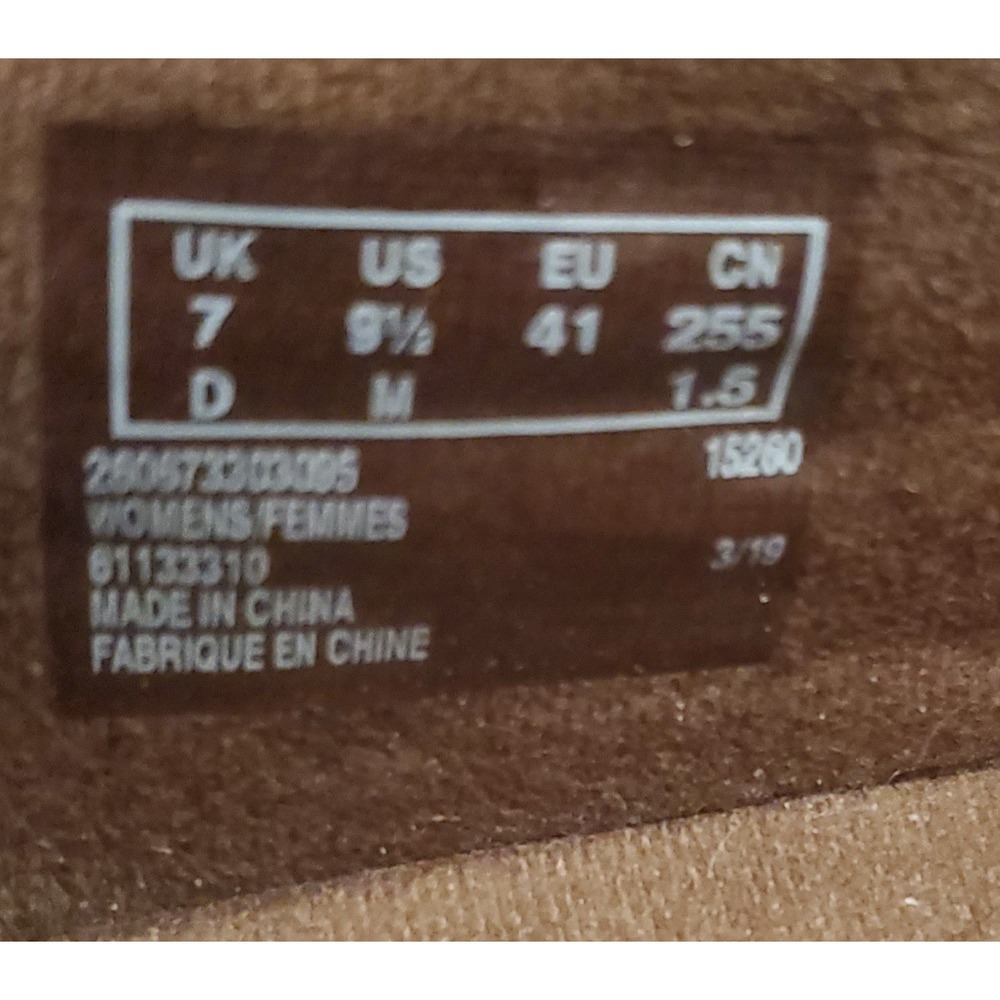 UK US EU CN
7 9½ 41 255
D M 1.5
15260
WOMENS/FEMMES
61133310
3/19
MADE IN CHINA
FABRIQUE EN CHINE